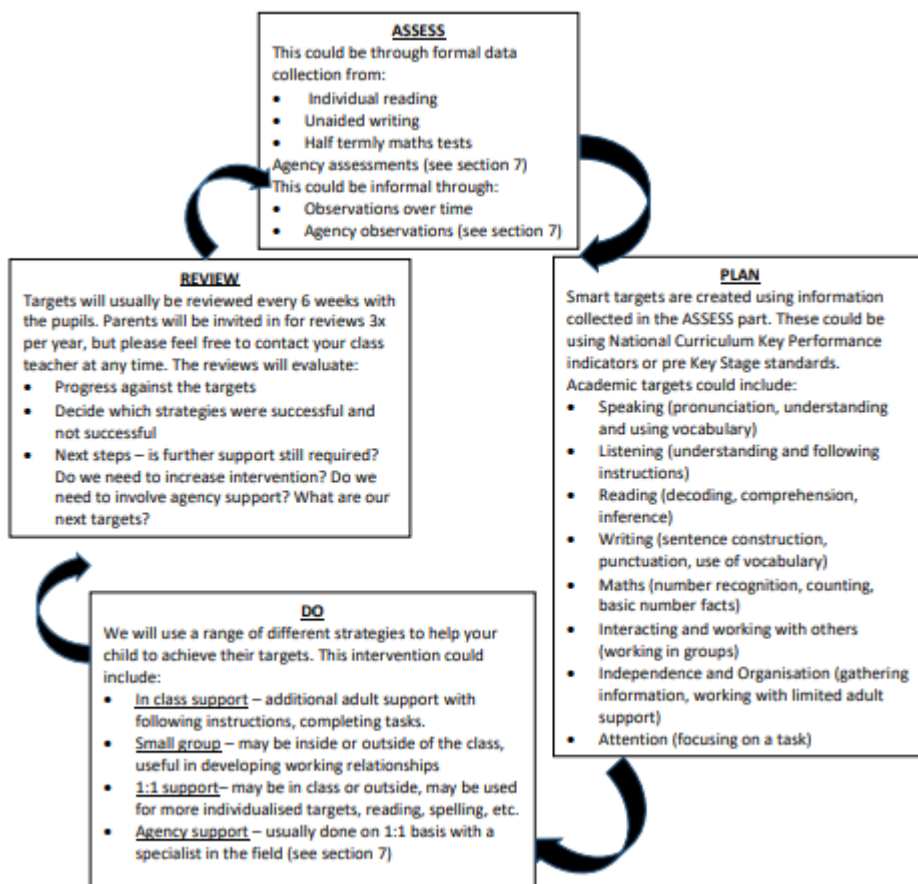 ASSESS
This could be through formal data
collection from:
• Individual reading
• Unaided writing
• Half termly maths tests
Agency assessments (see section 7)
This could be informal through:
• Observations over time
• Agency observations (see section 7)
PLAN
Smart targets are created using information
collected in the ASSESS part. These could be
using National Curriculum Key Performance
indicators or pre Key Stage standards.
Academic targets could include:
• Speaking (pronunciation, understanding
and using vocabulary)
• Listening (understanding and following
instructions)
• Reading (decoding, comprehension,
inference)
• Writing (sentence construction,
punctuation, use of vocabulary)
• Maths (number recognition, counting,
basic number facts)
• Interacting and working with others
(working in groups)
• Independence and Organisation (gathering
information, working with limited adult
support)
• Attention (focusing on a task)
DO
We will use a range of different strategies to help your
child to achieve their targets. This intervention could
include:
• In class support – additional adult support with
following instructions, completing tasks.
• Small group – may be inside or outside of the class,
useful in developing working relationships
• 1:1 support– may be in class or outside, may be used
for more individualised targets, reading, spelling, etc.
• Agency support – usually done on 1:1 basis with a
specialist in the field (see section 7)
REVIEW
Targets will usually be reviewed every 6 weeks with
the pupils. Parents will be invited in for reviews 3x
per year, but please feel free to contact your class
teacher at any time. The reviews will evaluate:
• Progress against the targets
• Decide which strategies were successful and
not successful
• Next steps – is further support still required?
Do we need to increase intervention? Do we
need to involve agency support? What are our
next targets?